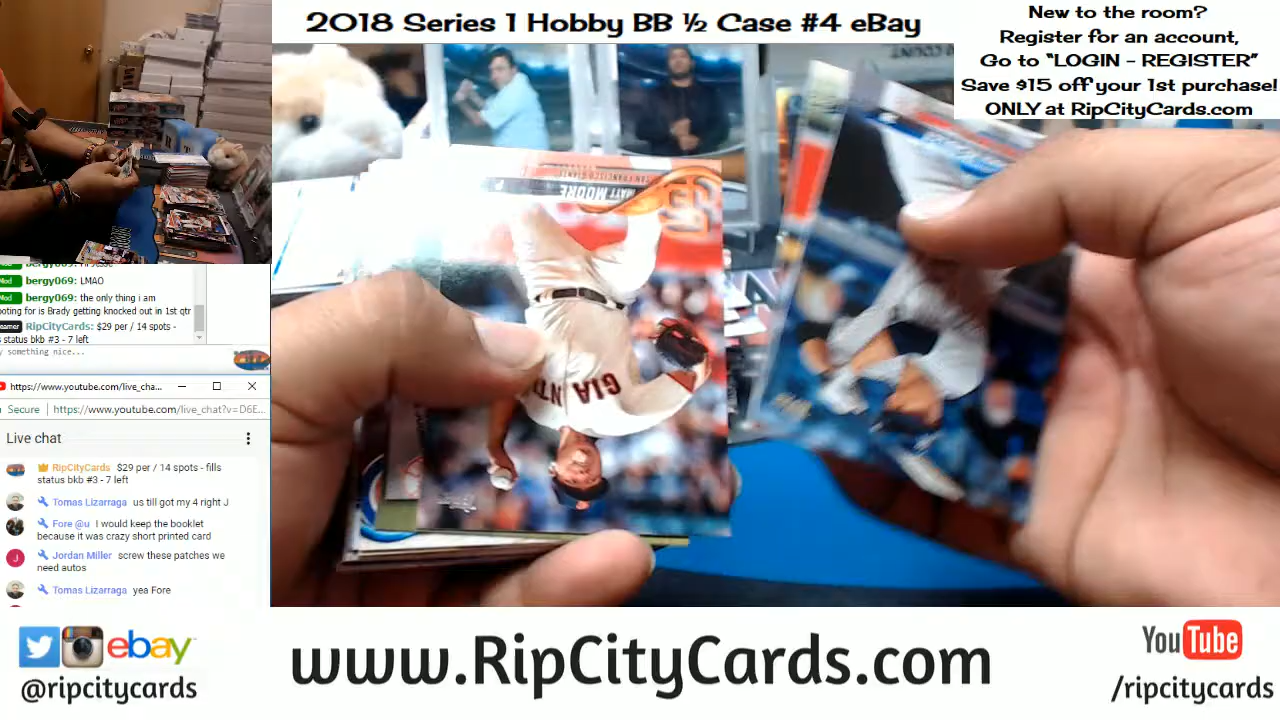 2018 Series 1 Hobby BB ½ Case #4 eBay
New to the room?
Register for an account,
Go to “LOGIN - REGISTER”
Save $15 off your 1st purchase!
ONLY at RipCityCards.com
MATT MOORE
SAN FRANCISCO GIANTS
GIANT
bergy069: LMAO
bergy069: the only thing i am
oting for is Brady getting knocked out in 1st qtr
RipCityCards: $29 per / 14 spots -
s status bkb #3 - 7 left
y something nice...
https://www.youtube.com/live_cha...
Secure https://www.youtube.com/live_chat?v=D6E...
Live chat
RipCityCards $29 per / 14 spots - fills
status bkb #3 - 7 left
Tomas Lizarraga us till got my 4 right J
Fore @u I would keep the booklet
because it was crazy short printed card
J Jordan Miller screw these patches we
need autos
Tomas Lizarraga yea Fore
ebay
@ripcitycards
www.RipCityCards.com
YouTube
/ripcitycards